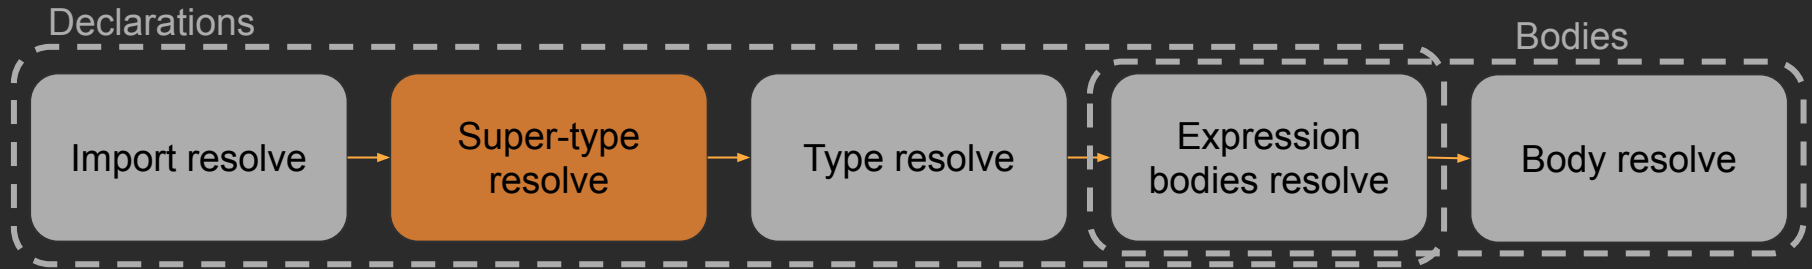 Declarations
Bodies
Import resolve
Super-type
resolve
Type resolve
Expression
bodies resolve
Body resolve